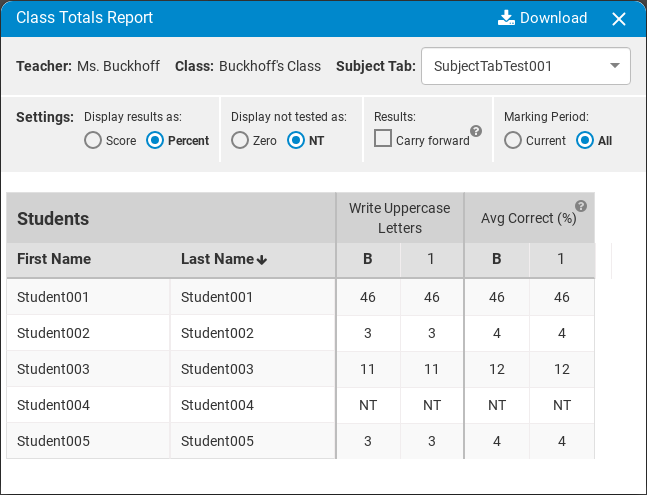 Class Totals Report Download
Teacher: Ms. Buckhoff Class: Buckhoff's Class Subject Tab: SubjectTabTest001
Settings: Display results as: Display not tested as: Results: Marking Period:
Score Percent Zero NT Carry forward ? Current All
Students Write Uppercase Letters Avg Correct (%) ?
First Name Last Name B 1 B 1
Student001 Student001 46 46 46 46
Student002 Student002 3 3 4 4
Student003 Student003 11 11 12 12
Student004 Student004 NT NT NT NT
Student005 Student005 3 3 4 4